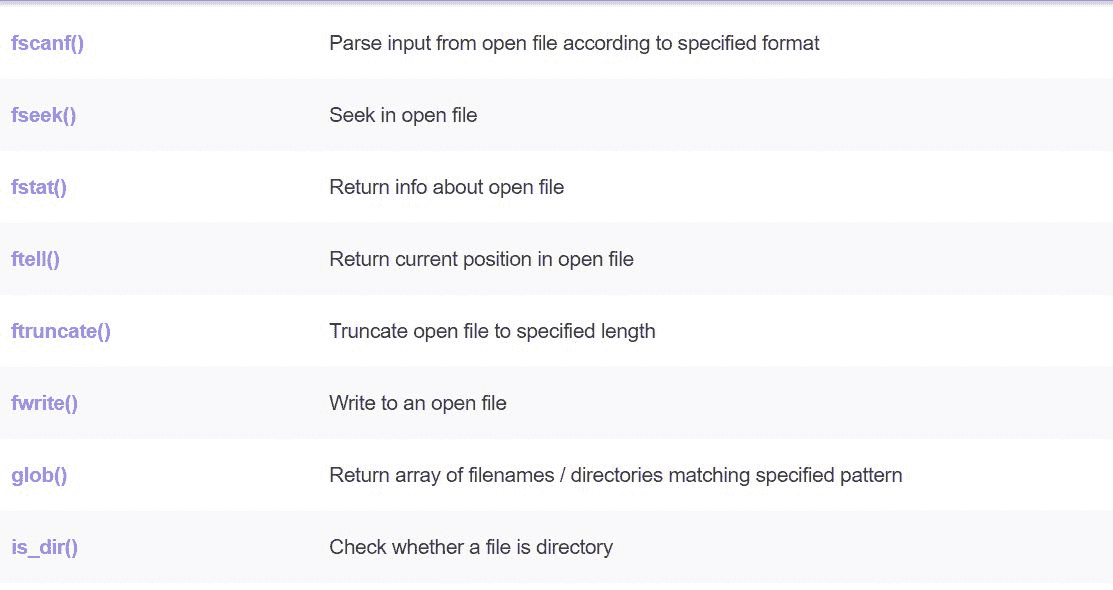 fscanf() Parse input from open file according to specified format
fseek() Seek in open file
fstat() Return info about open file
ftell() Return current position in open file
ftruncate() Truncate open file to specified length
fwrite() Write to an open file
glob() Return array of filenames / directories matching specified pattern
is_dir() Check whether a file is directory